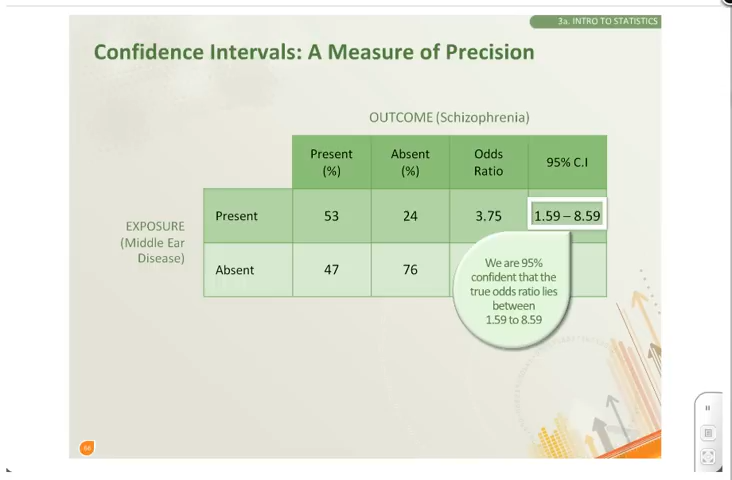 3a. INTRO TO STATISTICS
Confidence Intervals: A Measure of Precision
OUTCOME (Schizophrenia)
Present (%)
Absent (%)
Odds Ratio
95% C.I
EXPOSURE
(Middle Ear
Disease)
Present 53 24 3.75 1.59 – 8.59
Absent 47 76
We are 95%
confident that the
true odds ratio lies
between
1.59 to 8.59